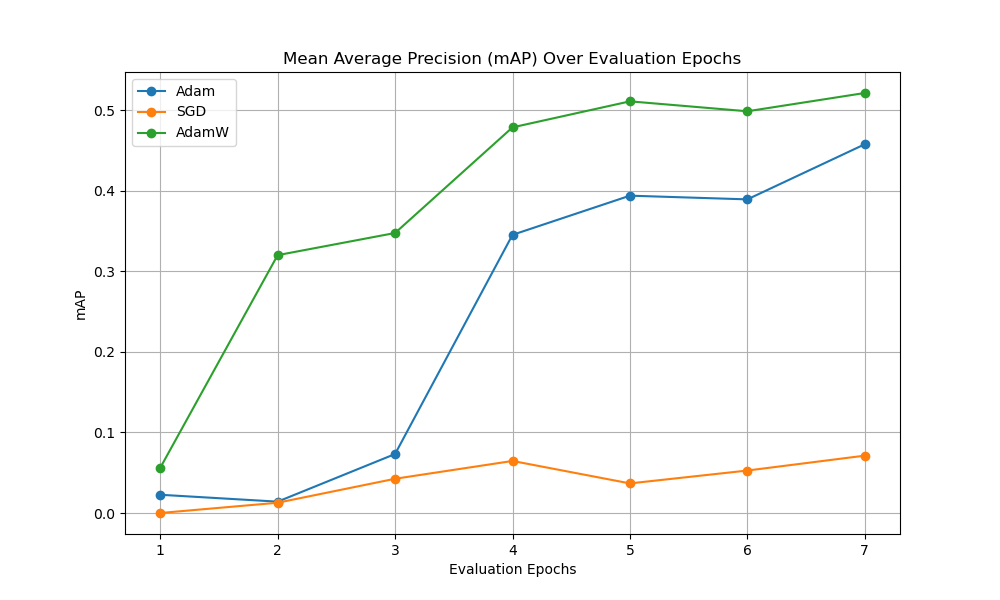 Mean Average Precision (mAP) Over Evaluation Epochs
Adam
SGD
AdamW
0.5
0.4
0.3
0.2
0.1
0.0
mAP
1 2 3 4 5 6 7
Evaluation Epochs